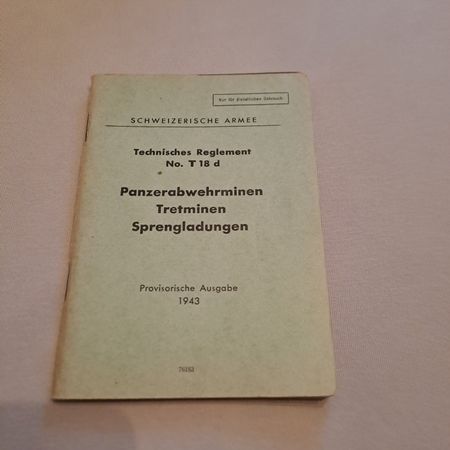 Nur für dienstlichen Gebrauch
SCHWEIZERISCHE ARMEE
Technisches Reglement
No. T 18 d
Panzerabwehrminen
Tretminen
Sprengladungen
Provisorische Ausgabe
1943